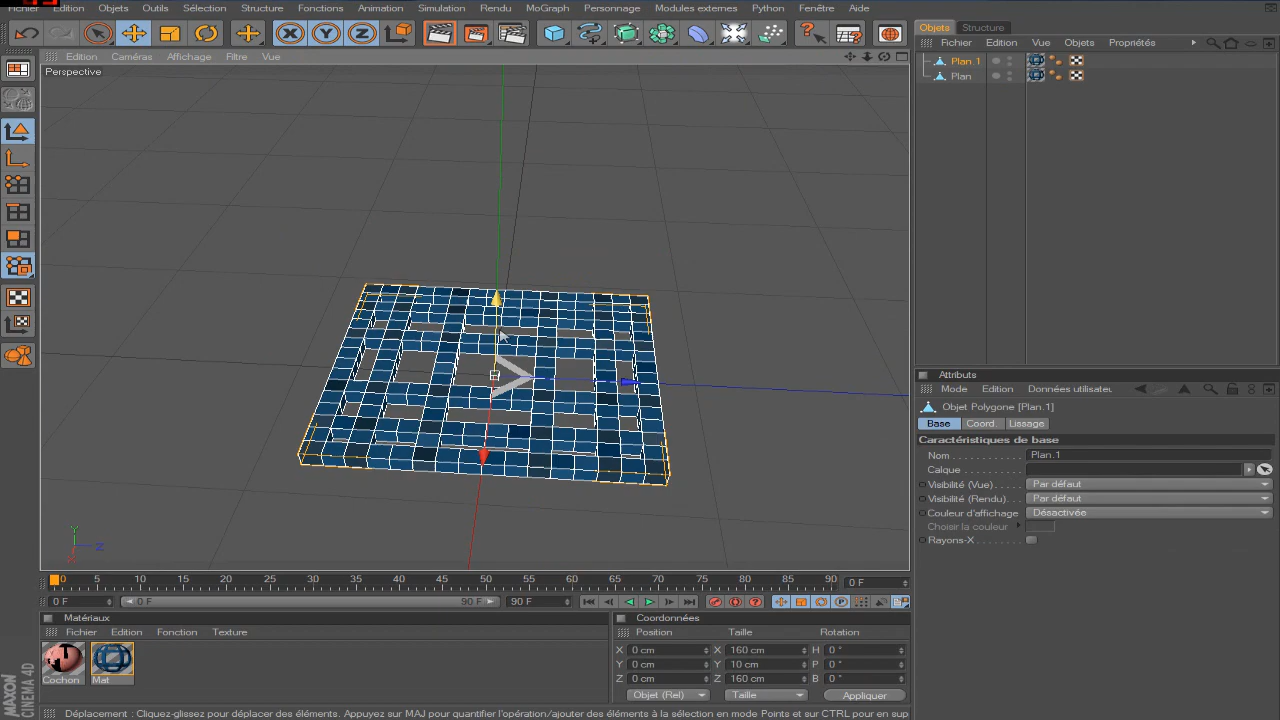 Fichier Edition Objets Outils Sélection Structure Fonctions Animation Simulation Rendu MoGraph Personnage Modules externes Python Fenêtre Aide
Edition Caméras Affichage Filtre Vue
Perspective
Y
Z
X
0 5 10 15 20 25 30 35 40 45 50 55 60 65 70 75 80 85 90 0 F
0 F 0 F 90 F 90 F
Matériaux
Fichier Edition Fonction Texture
Cochon Mat
Coordonnées
Position Taille Rotation
X 0 cm X 160 cm H 0 °
Y 0 cm Y 10 cm P 0 °
Z 0 cm Z 160 cm B 0 °
Objet (Rel) Taille Appliquer
Déplacement : Cliquez-glissez pour déplacer des éléments. Appuyez sur MAJ pour quantifier l'opération/ajouter des éléments à la sélection en mode Points et sur CTRL pour en sup
MAXON
CINEMA 4D
Objets Structure
Fichier Edition Vue Objets Propriétés
Plan.1
Plan
Attributs
Mode Edition Données utilisateu
Objet Polygone [Plan.1]
Base Coord. Lissage
Caractéristiques de base
Nom Plan.1
Calque
Visibilité (Vue) Par défaut
Visibilité (Rendu) Par défaut
Couleur d'affichage Désactivée
Choisir la couleur
Rayons-X